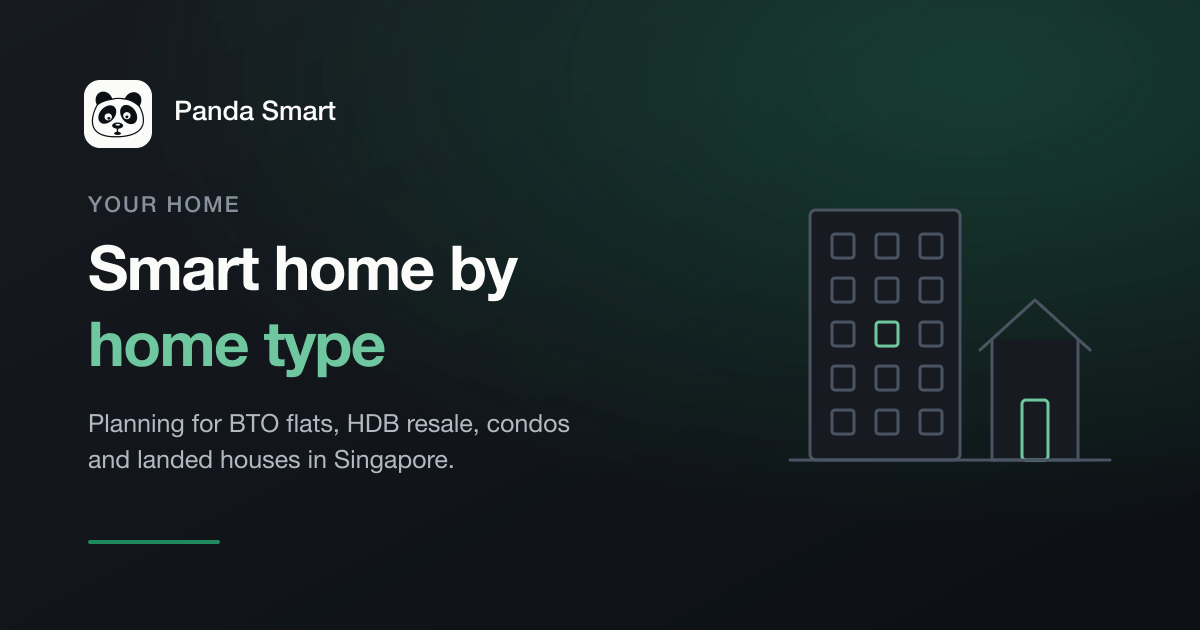 Panda Smart
YOUR HOME
Smart home by
home type
Planning for BTO flats, HDB resale, condos
and landed houses in Singapore.